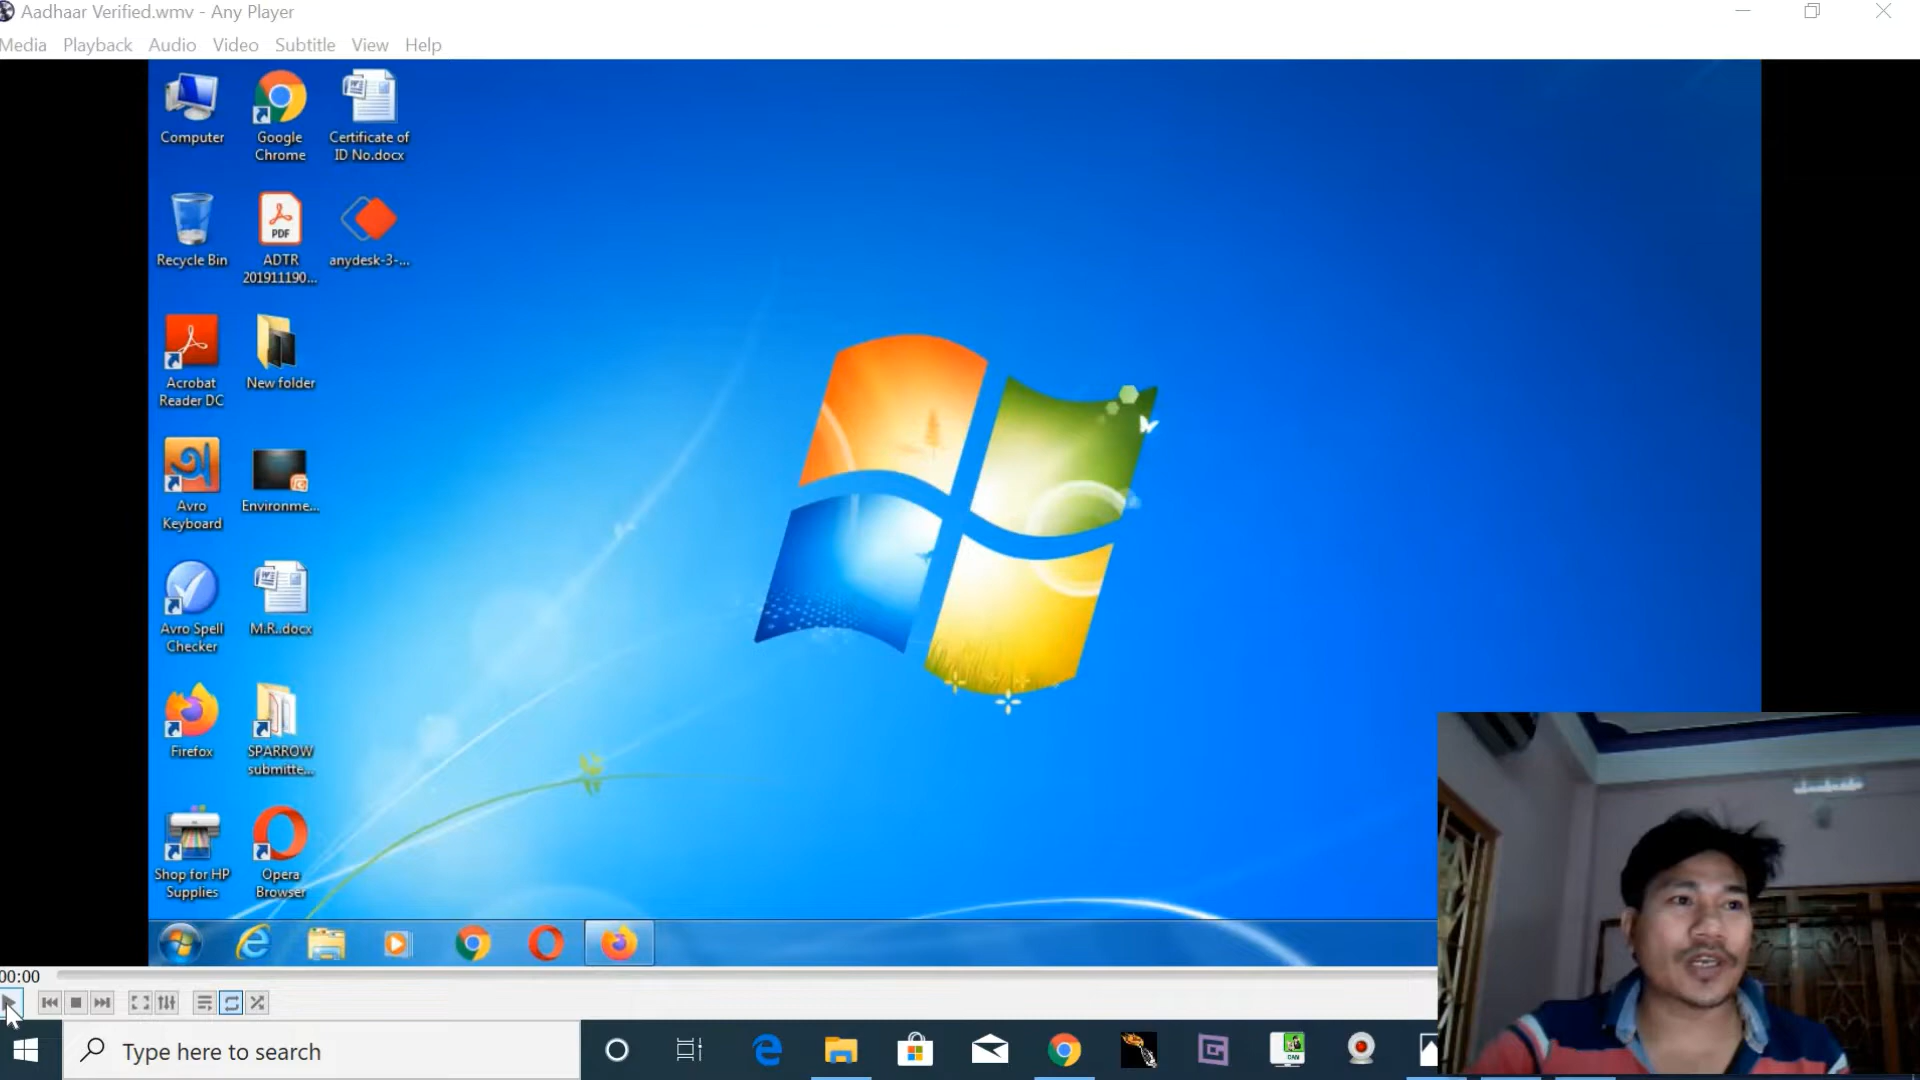 Aadhaar Verified.wmv - Any Player
Media Playback Audio Video Subtitle View Help
Computer
Google
Chrome
Certificate of
ID No.docx
Recycle Bin
PDF
ADTR
201911190...
anydesk-3-...
Acrobat
Reader DC
New folder
Avro
Keyboard
Environme...
Avro Spell
Checker
M.R..docx
Firefox
SPARROW
submitte...
Shop for HP
Supplies
Opera
Browser
00:00
Type here to search